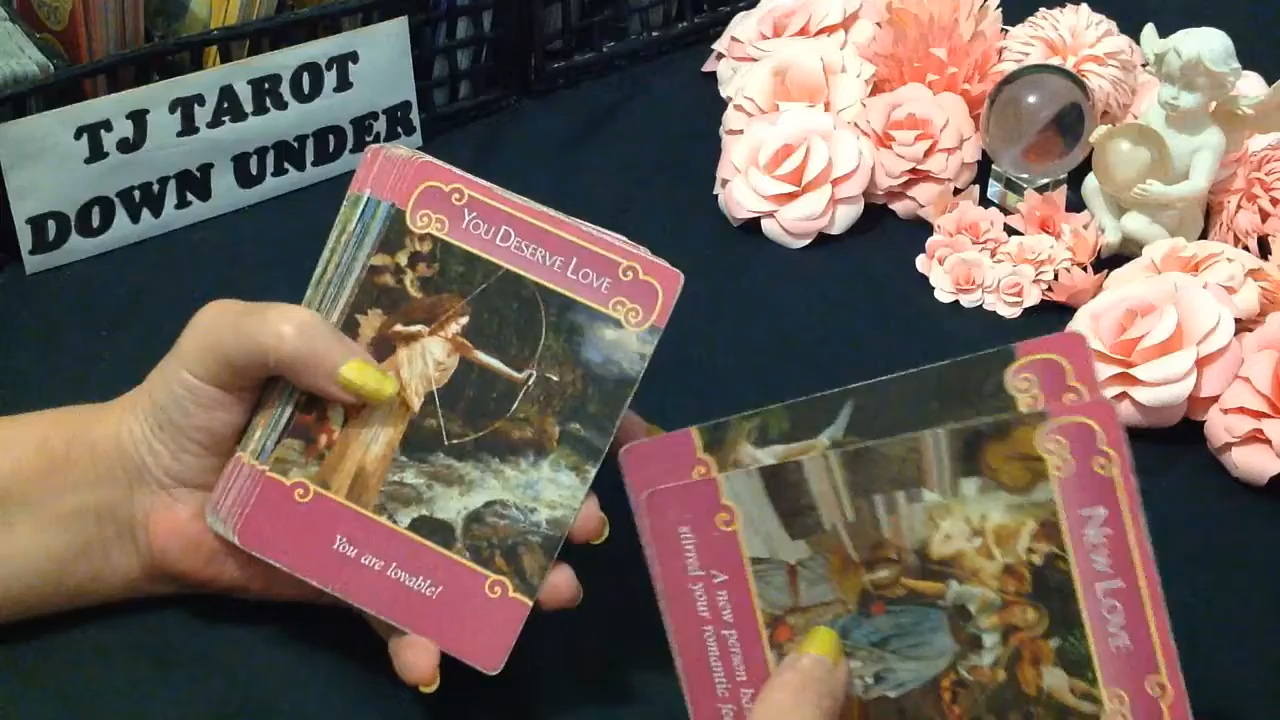 TJ TAROT
DOWN UNDER
YOU DESERVE LOVE
You are lovable!
NEW LOVE
A new person has
stirred your romantic